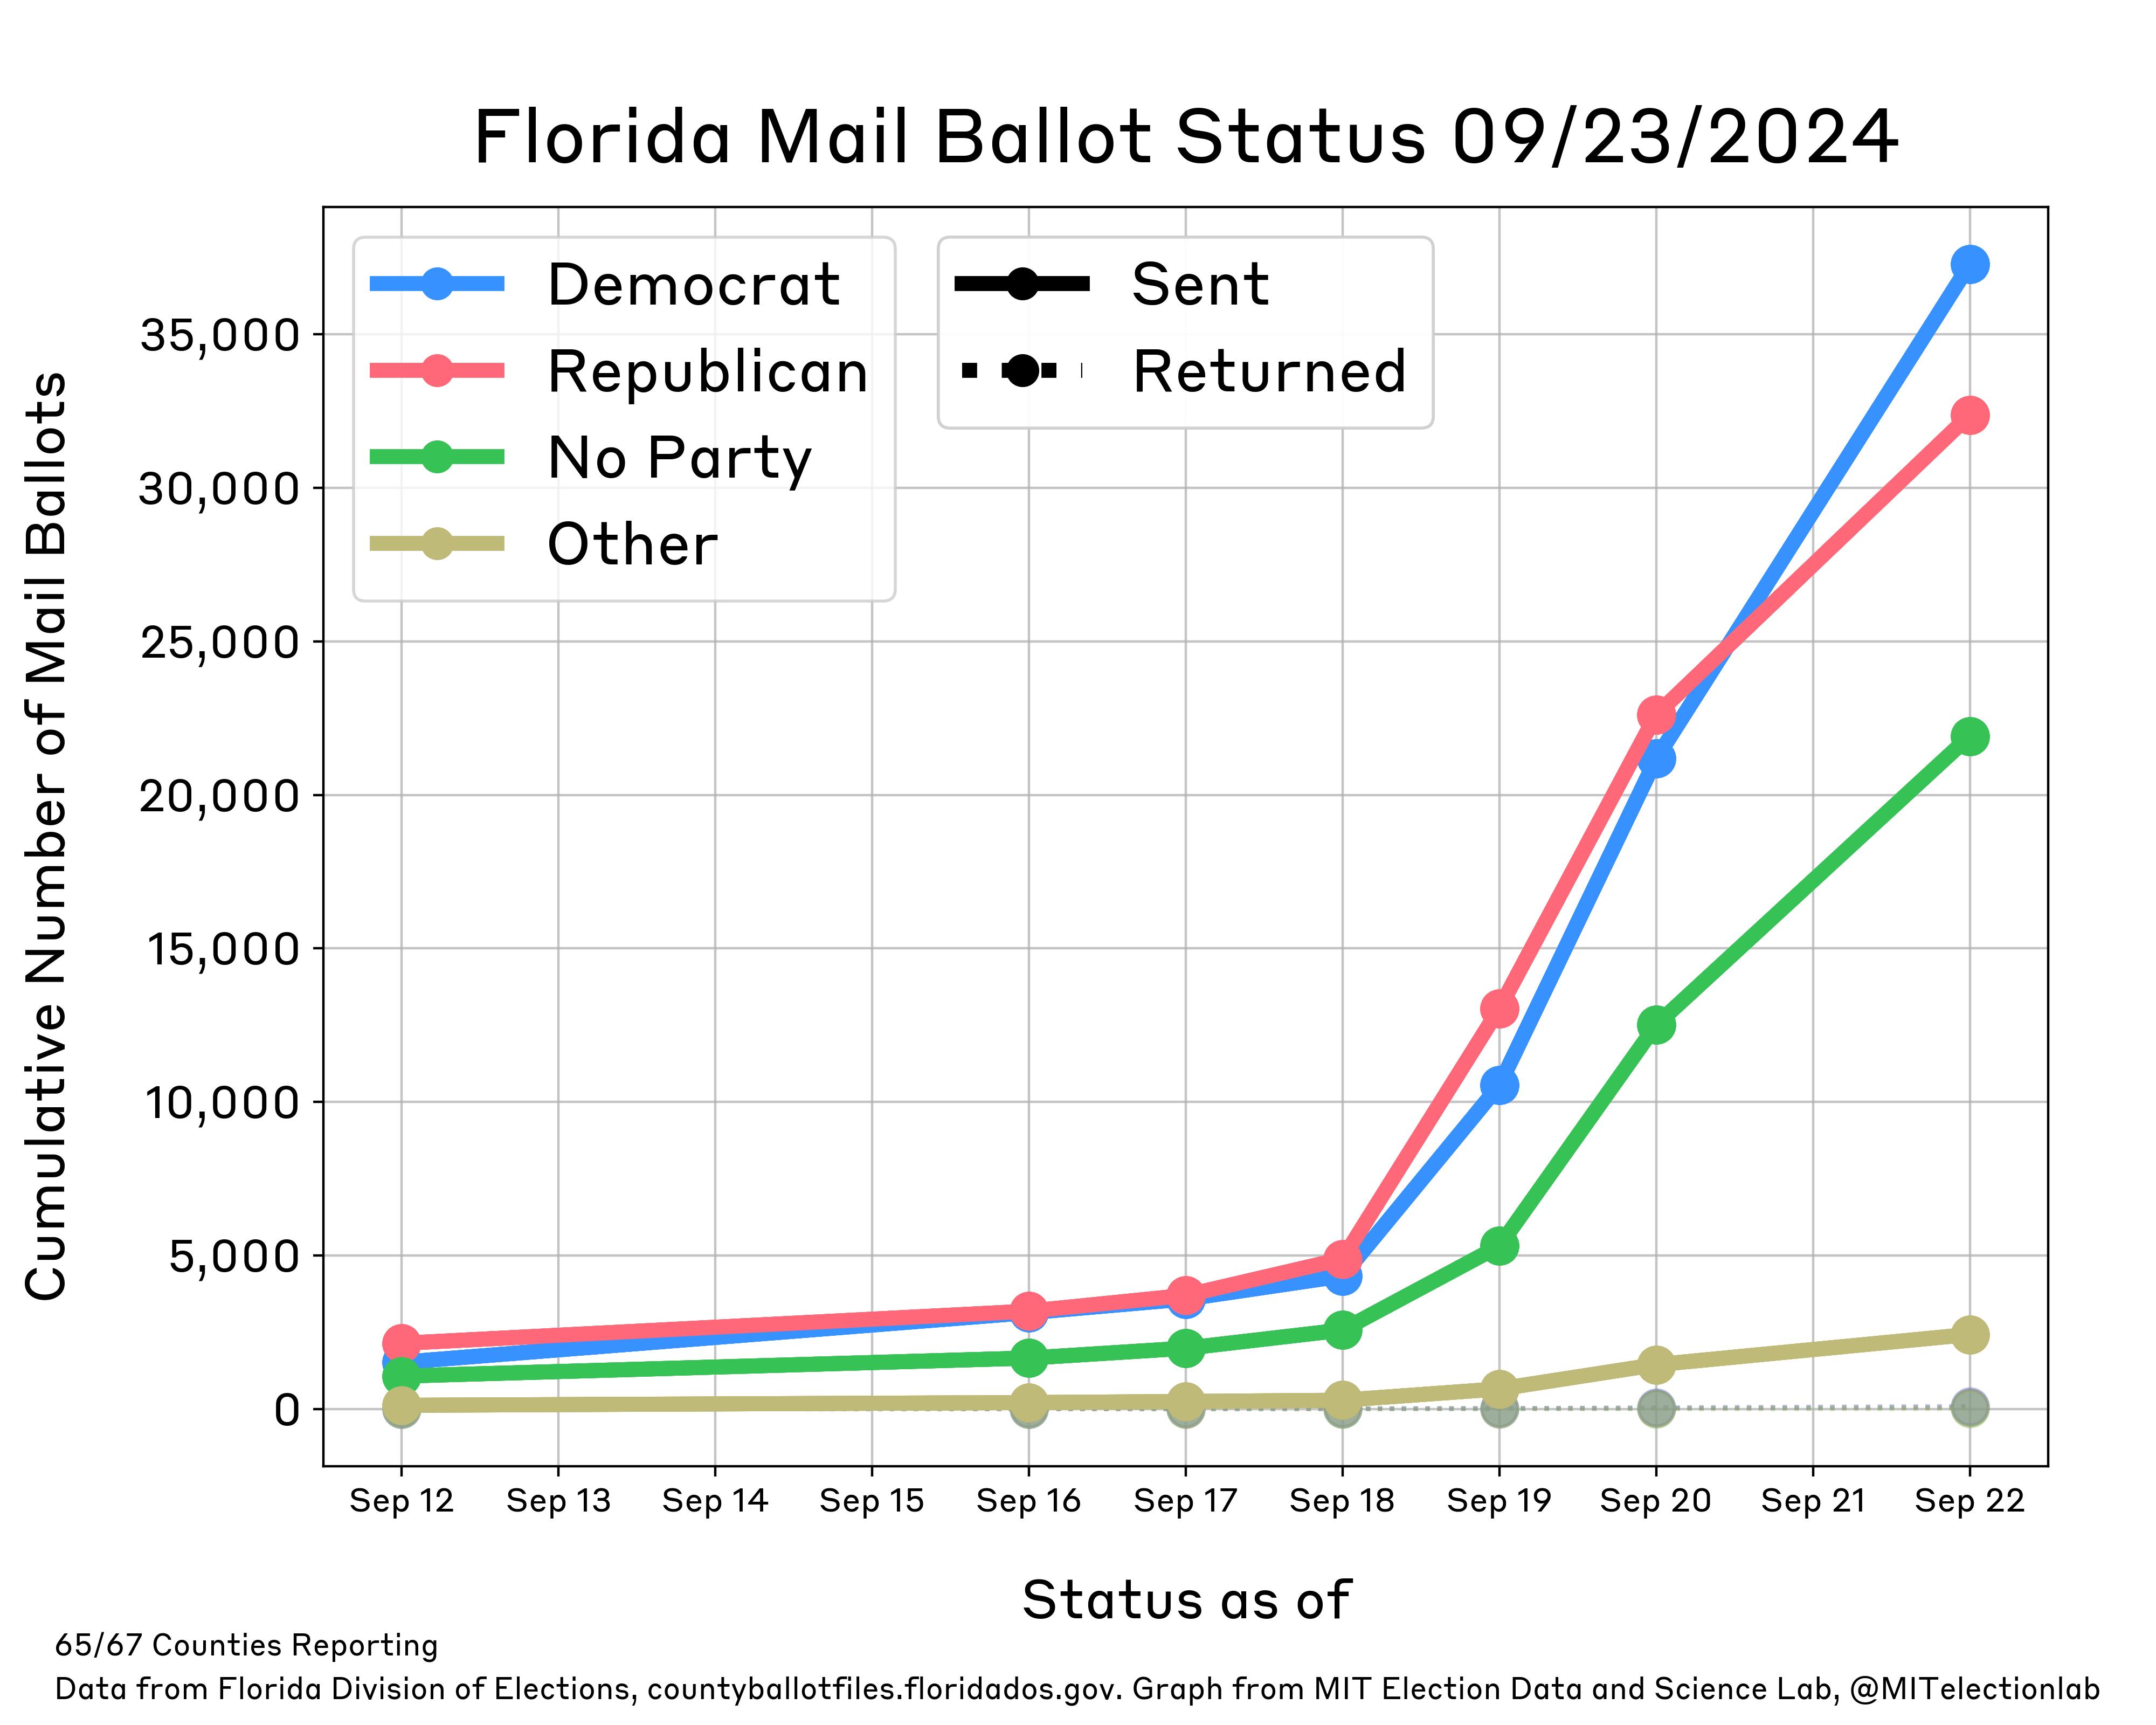 Florida Mail Ballot Status 09/23/2024
Democrat
Republican
No Party
Other
Sent
Returned
Cumulative Number of Mail Ballots
35,000
30,000
25,000
20,000
15,000
10,000
5,000
0
Sep 12 Sep 13 Sep 14 Sep 15 Sep 16 Sep 17 Sep 18 Sep 19 Sep 20 Sep 21 Sep 22
Status as of
65/67 Counties Reporting
Data from Florida Division of Elections, countyballotfiles.floridados.gov. Graph from MIT Election Data and Science Lab, @MITelectionlab